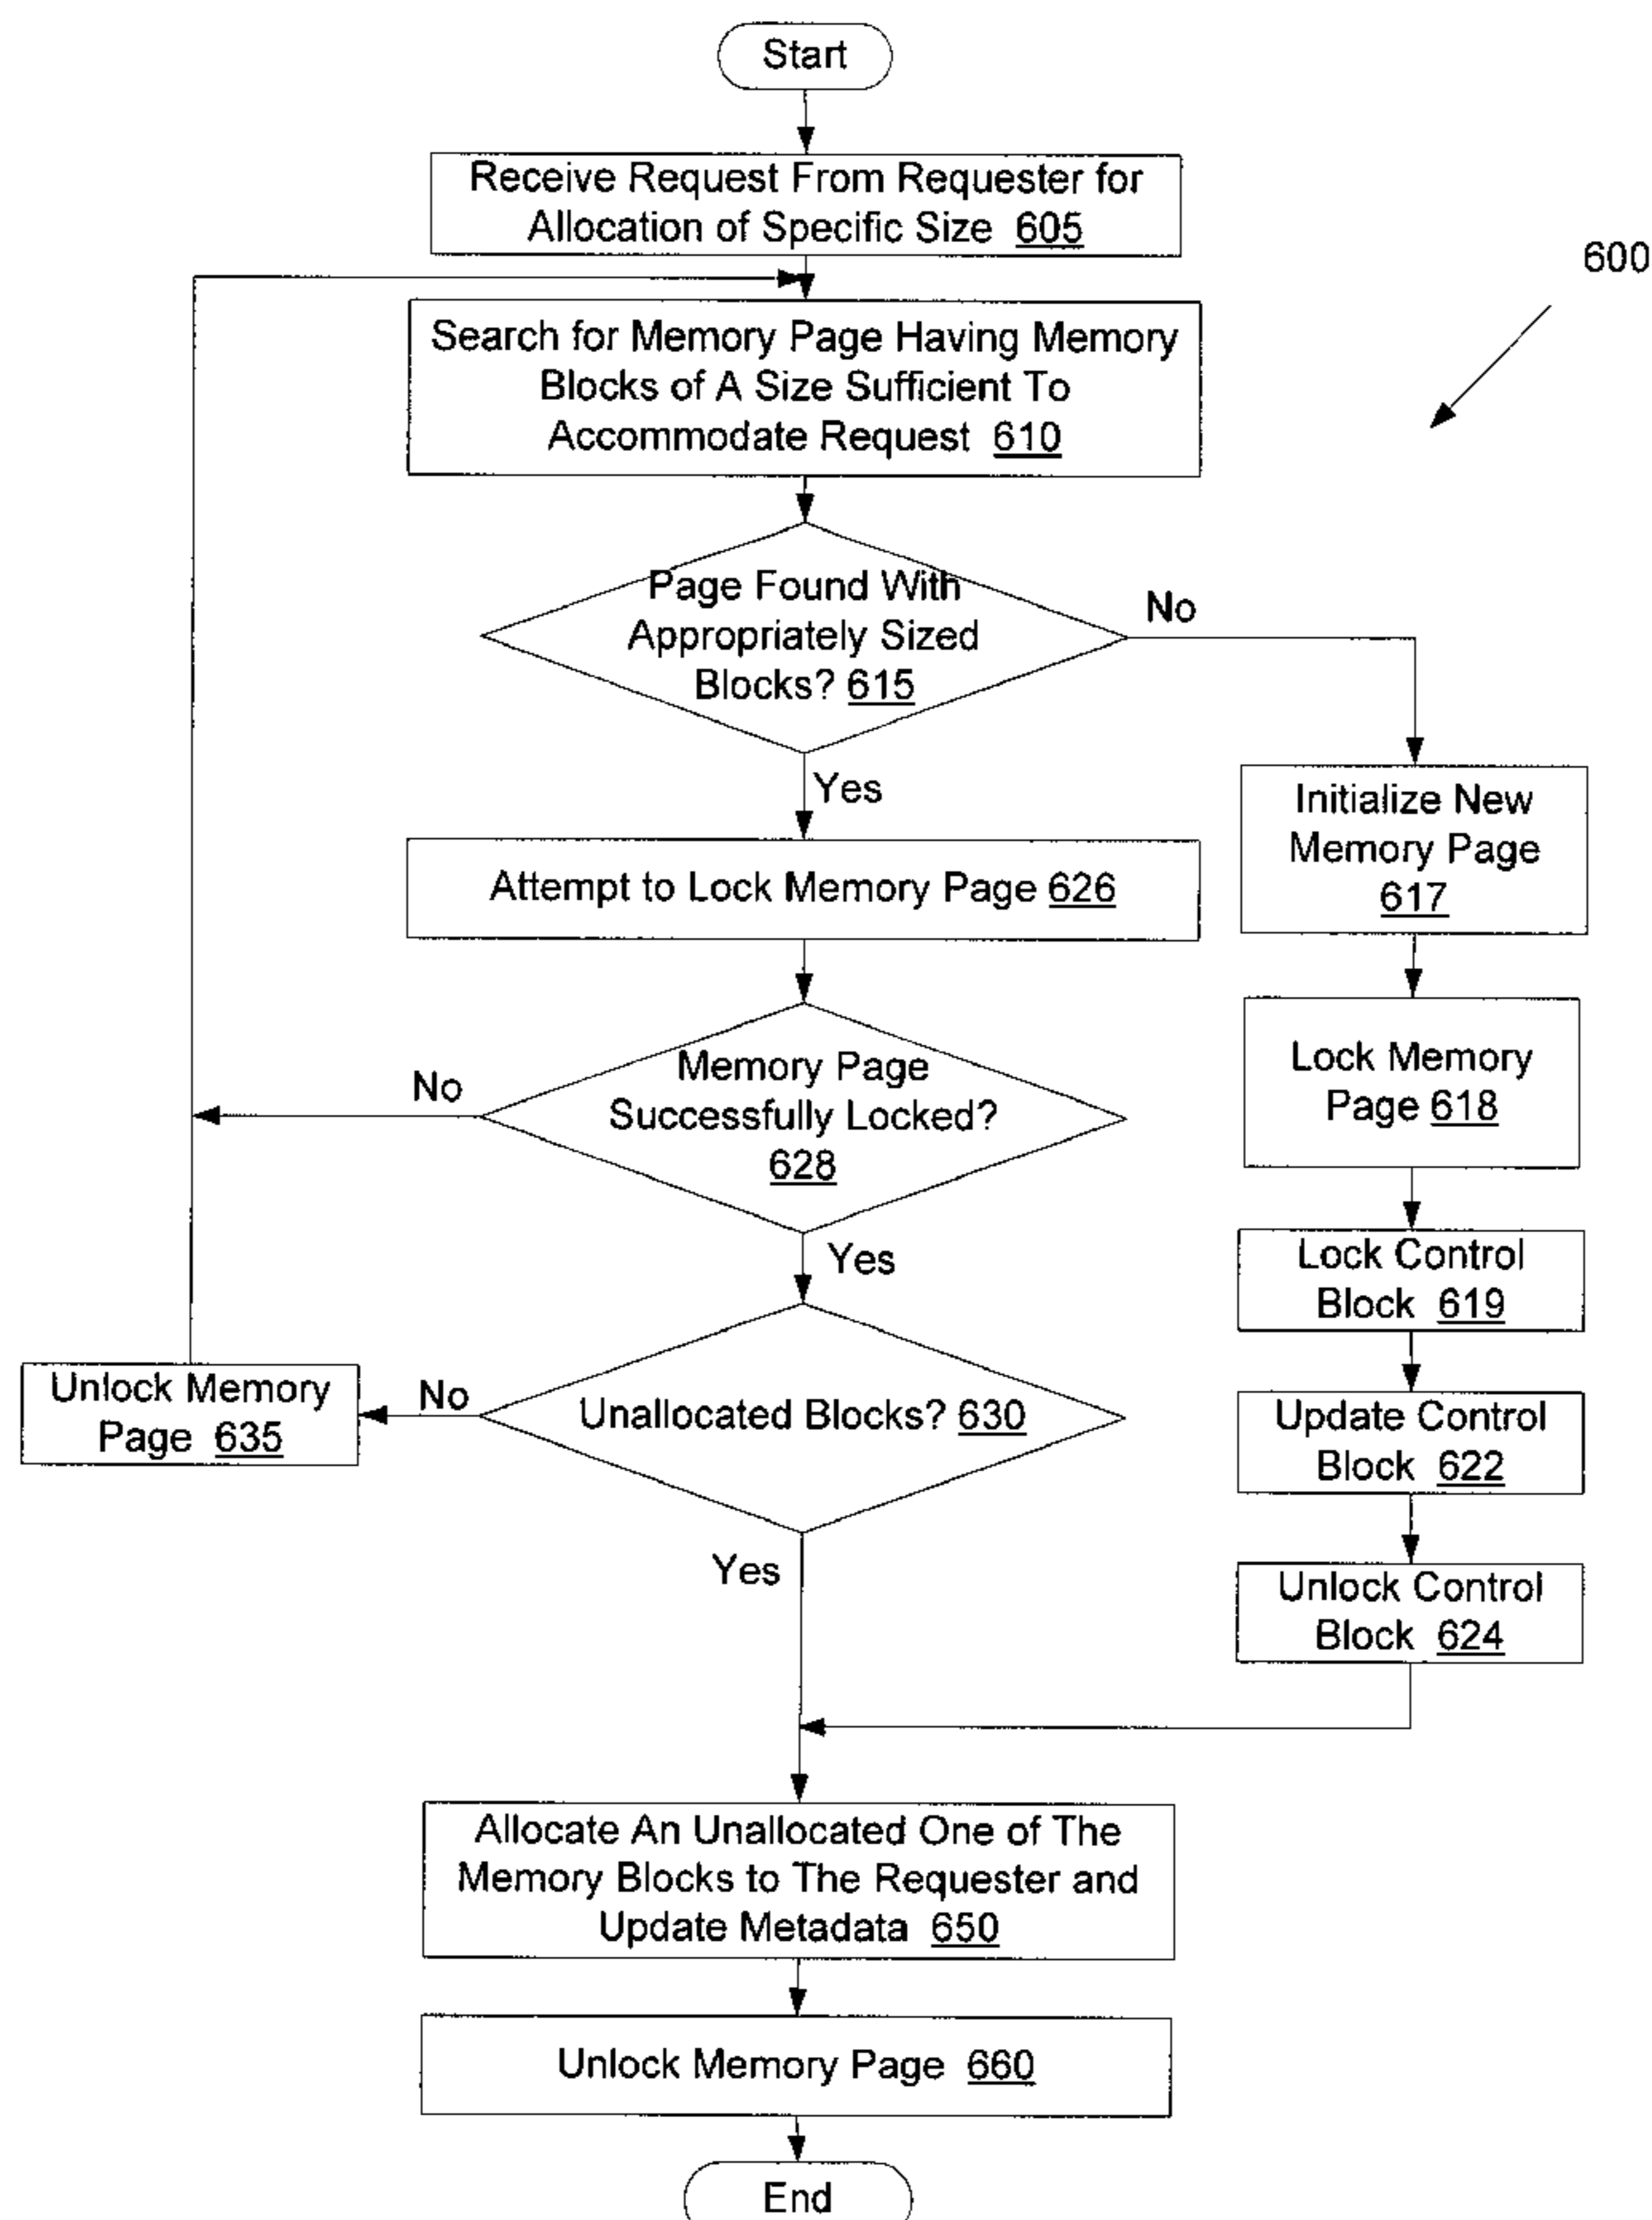 Start
Receive Request From Requester for
Allocation of Specific Size 605
600
Search for Memory Page Having Memory
Blocks of A Size Sufficient To
Accommodate Request 610
Page Found With
Appropriately Sized
Blocks? 615
No
Yes
Initialize New
Memory Page
617
Attempt to Lock Memory Page 626
Lock Memory
Page 618
Memory Page
Successfully Locked?
628
No
Yes
Lock Control
Block 619
Unlock Memory
Page 635
No
Unallocated Blocks? 630
Update Control
Block 622
Yes
Unlock Control
Block 624
Allocate An Unallocated One of The
Memory Blocks to The Requester and
Update Metadata 650
Unlock Memory Page 660
End